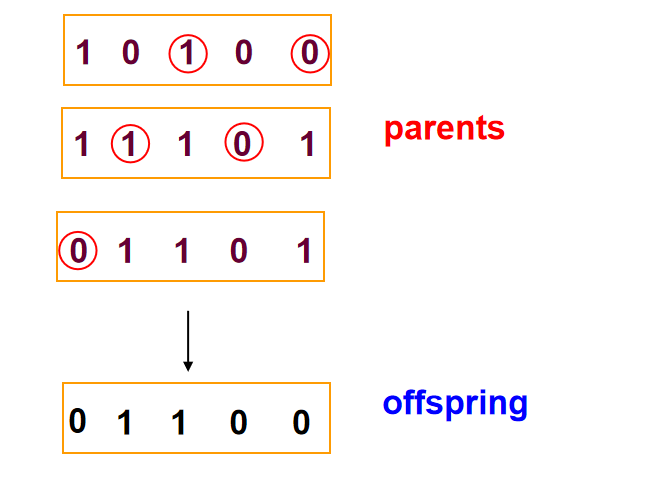 1 0 1 0 0
1 1 1 0 1
parents
0 1 1 0 1
0 1 1 0 0
offspring